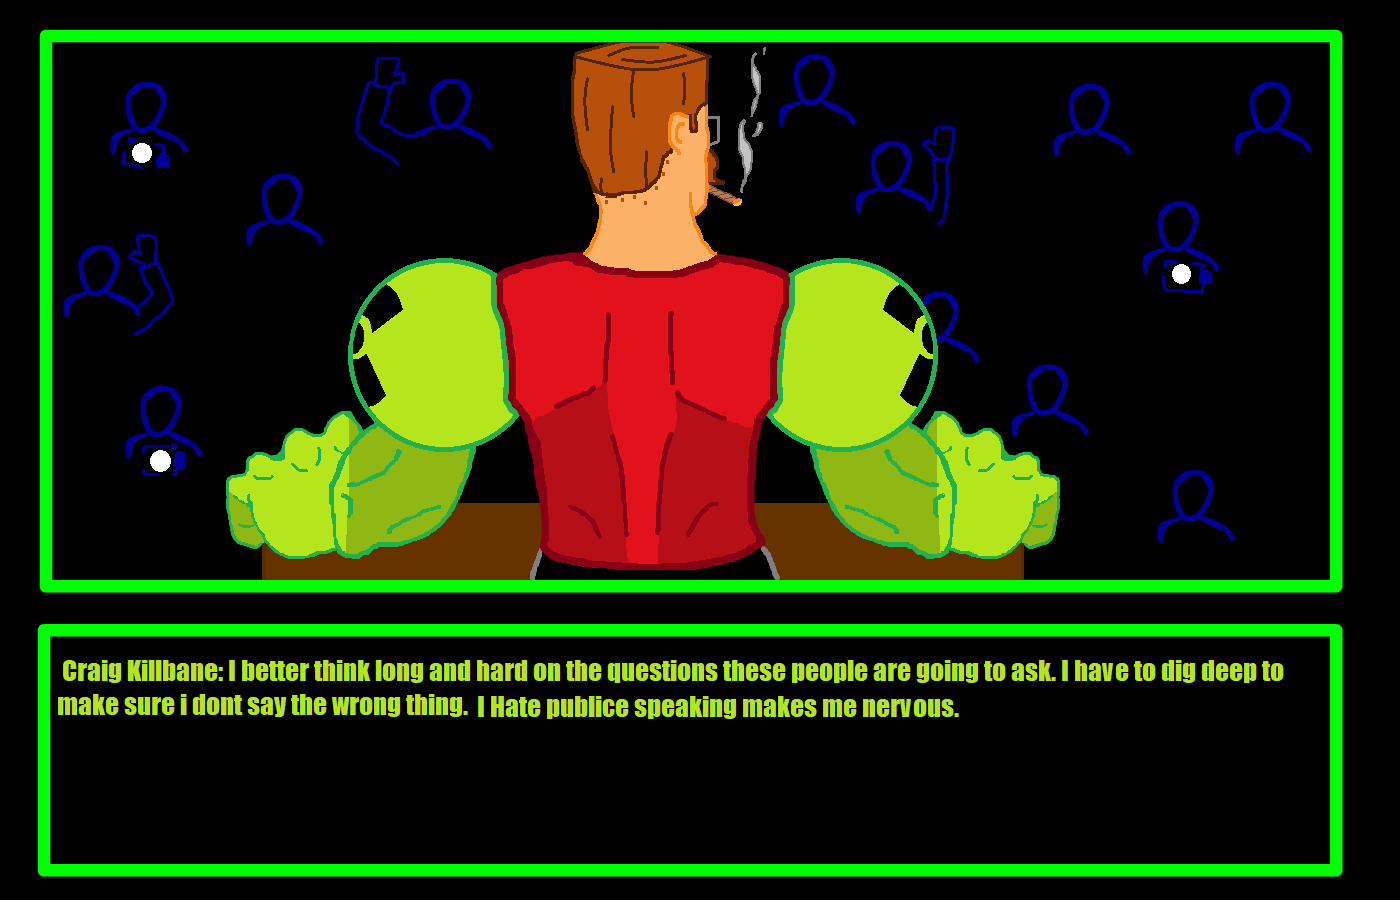 Craig Killbane: I better think long and hard on the questions these people are going to ask. I have to dig deep to
make sure i dont say the wrong thing. I Hate publice speaking makes me nervous.